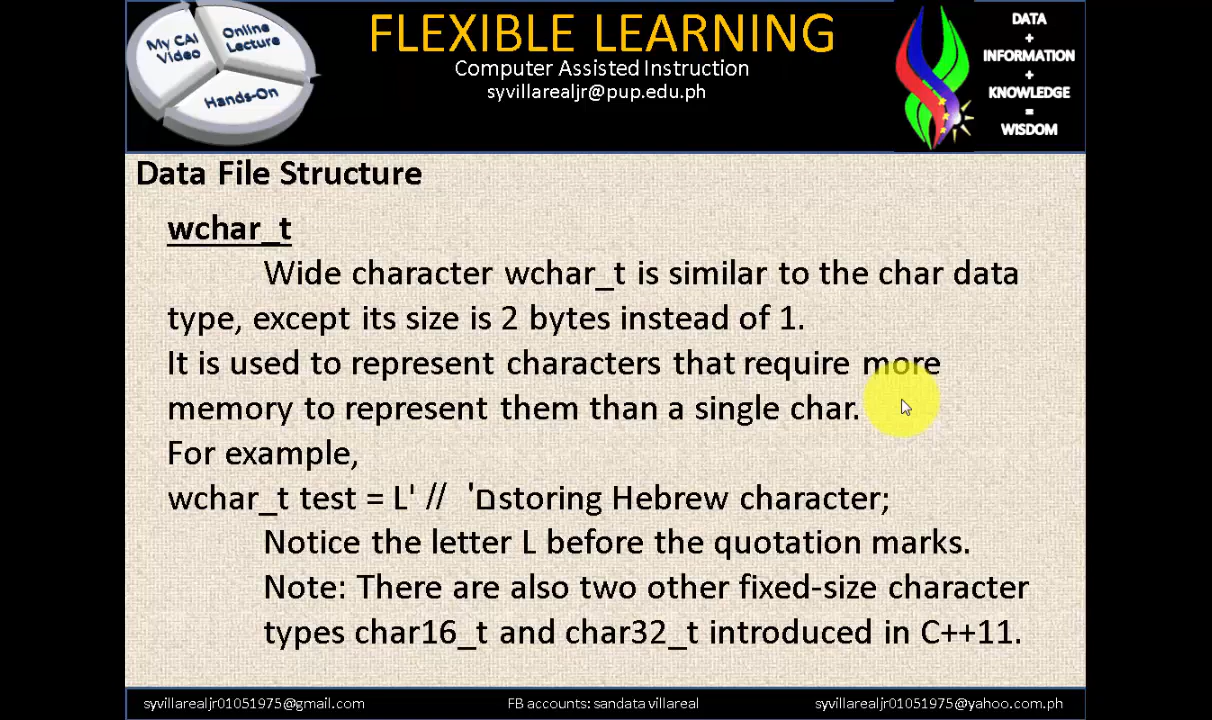 My CAI
Video
Online
Lecture
Hands-On
FLEXIBLE LEARNING
Computer Assisted Instruction
syvillarealjr@pup.edu.ph
DATA
+
INFORMATION
+
KNOWLEDGE
=
WISDOM
Data File Structure
wchar_t
Wide character wchar_t is similar to the char data
type, except its size is 2 bytes instead of 1.
It is used to represent characters that require more
memory to represent them than a single char.
For example,
wchar_t test = L' // 'םstoring Hebrew character;
Notice the letter L before the quotation marks.
Note: There are also two other fixed-size character
types char16_t and char32_t introduced in C++11.
syvillarealjr01051975@gmail.com
FB accounts: sandata villareal
syvillarealjr01051975@yahoo.com.ph